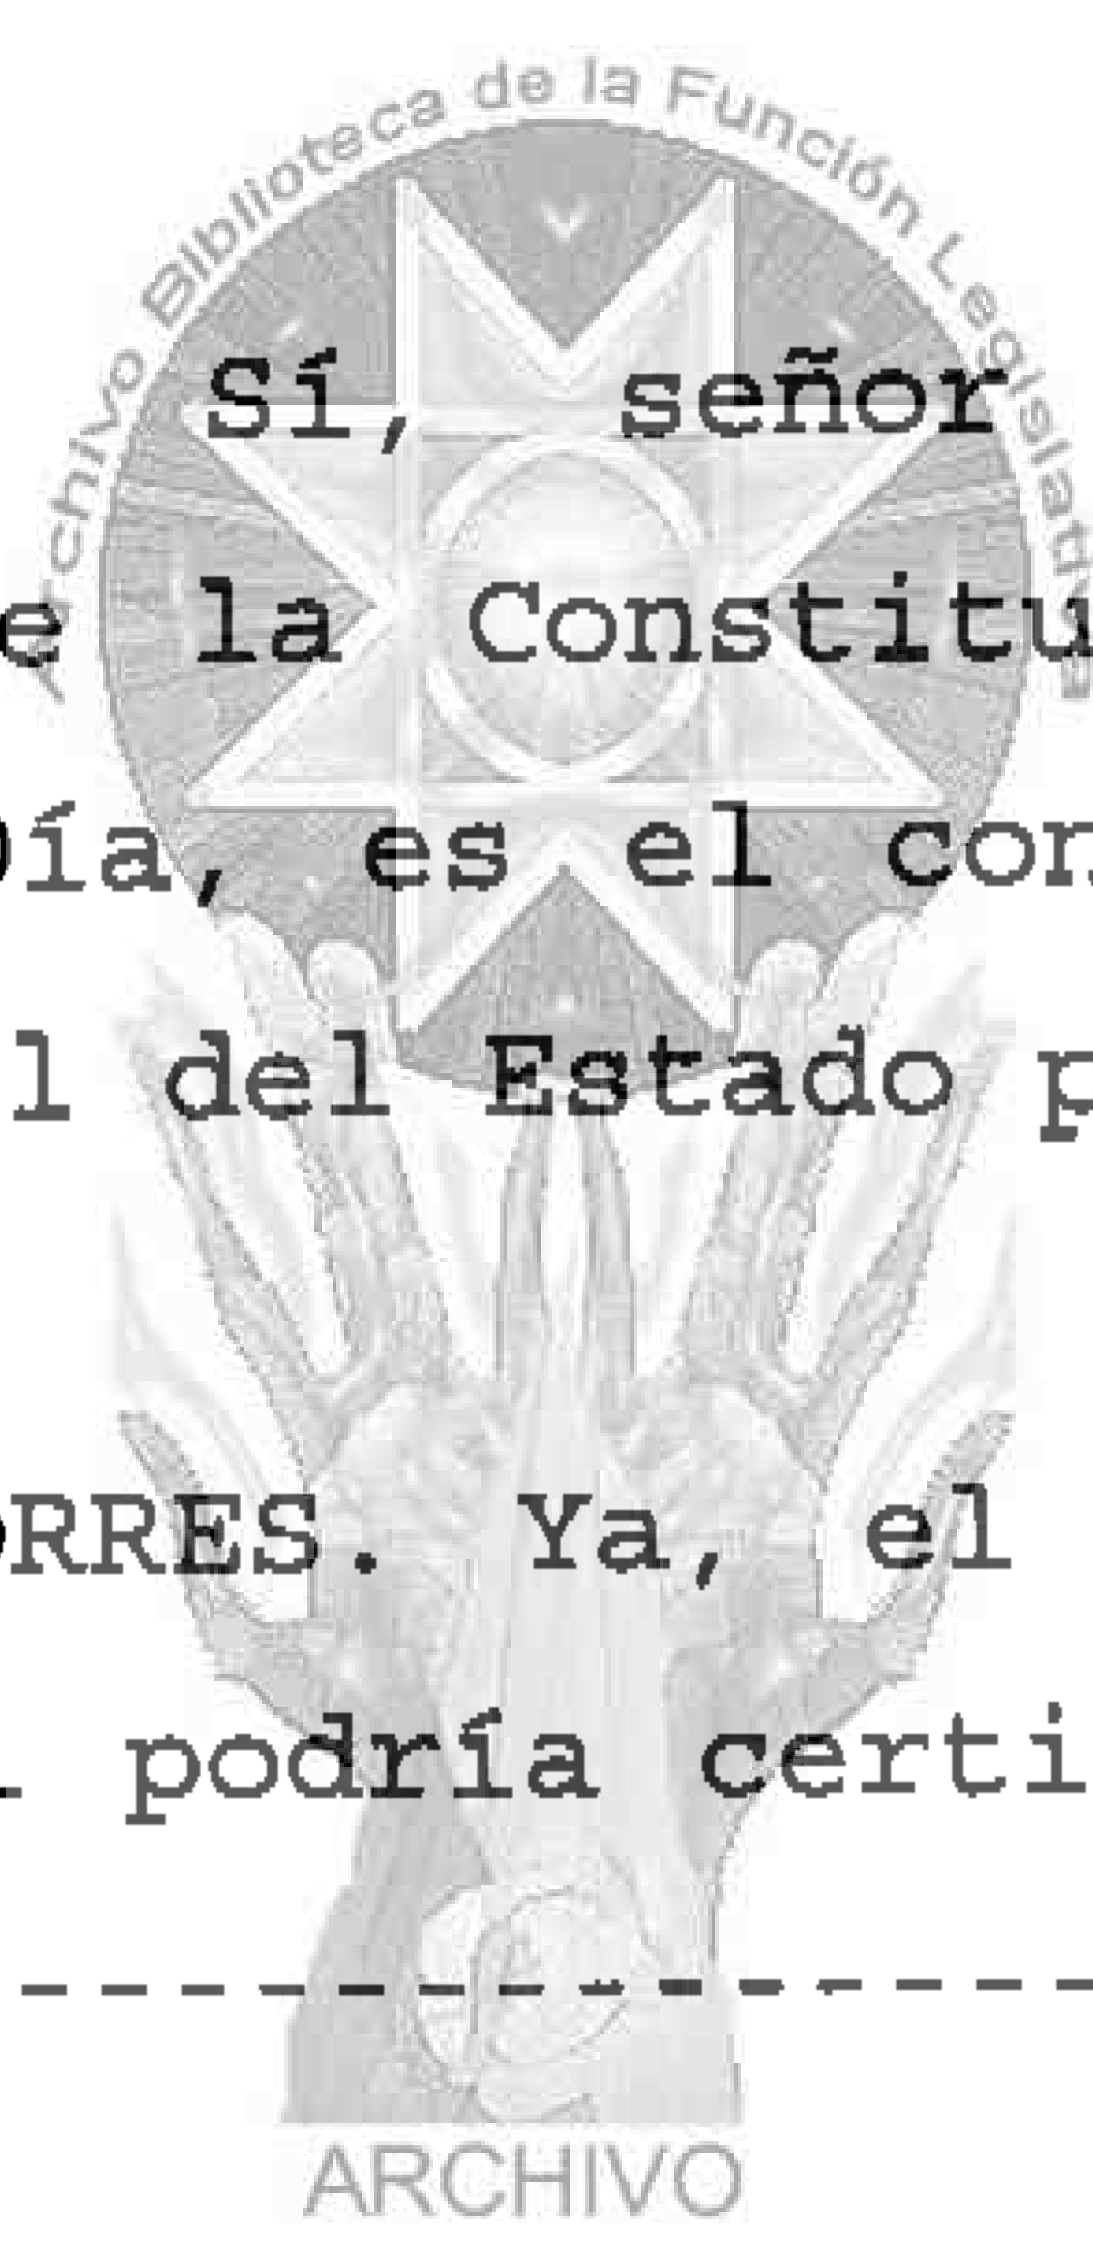 Archivo Biblioteca de la Función Legislativa
Sí, señor
e la Constitu
Día, es el con
l del Estado p
ORRES. Ya, el
podría certi
- - - - - - - - - - - - - -
ARCHIVO